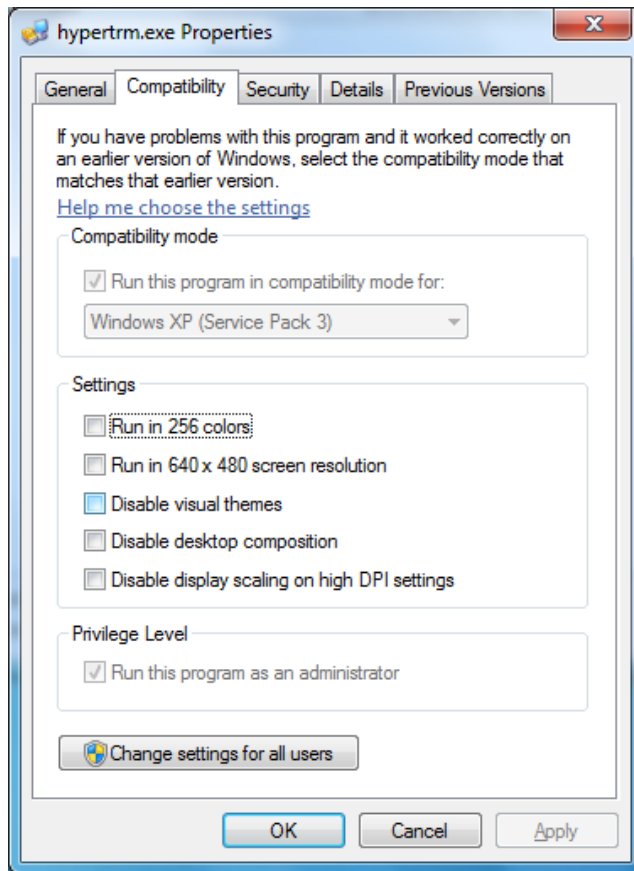 hypertrm.exe Properties
General Compatibility Security Details Previous Versions
If you have problems with this program and it worked correctly on
an earlier version of Windows, select the compatibility mode that
matches that earlier version.
Help me choose the settings
Compatibility mode
Run this program in compatibility mode for:
Windows XP (Service Pack 3)
Settings
Run in 256 colors
Run in 640 x 480 screen resolution
Disable visual themes
Disable desktop composition
Disable display scaling on high DPI settings
Privilege Level
Run this program as an administrator
Change settings for all users
OK Cancel Apply